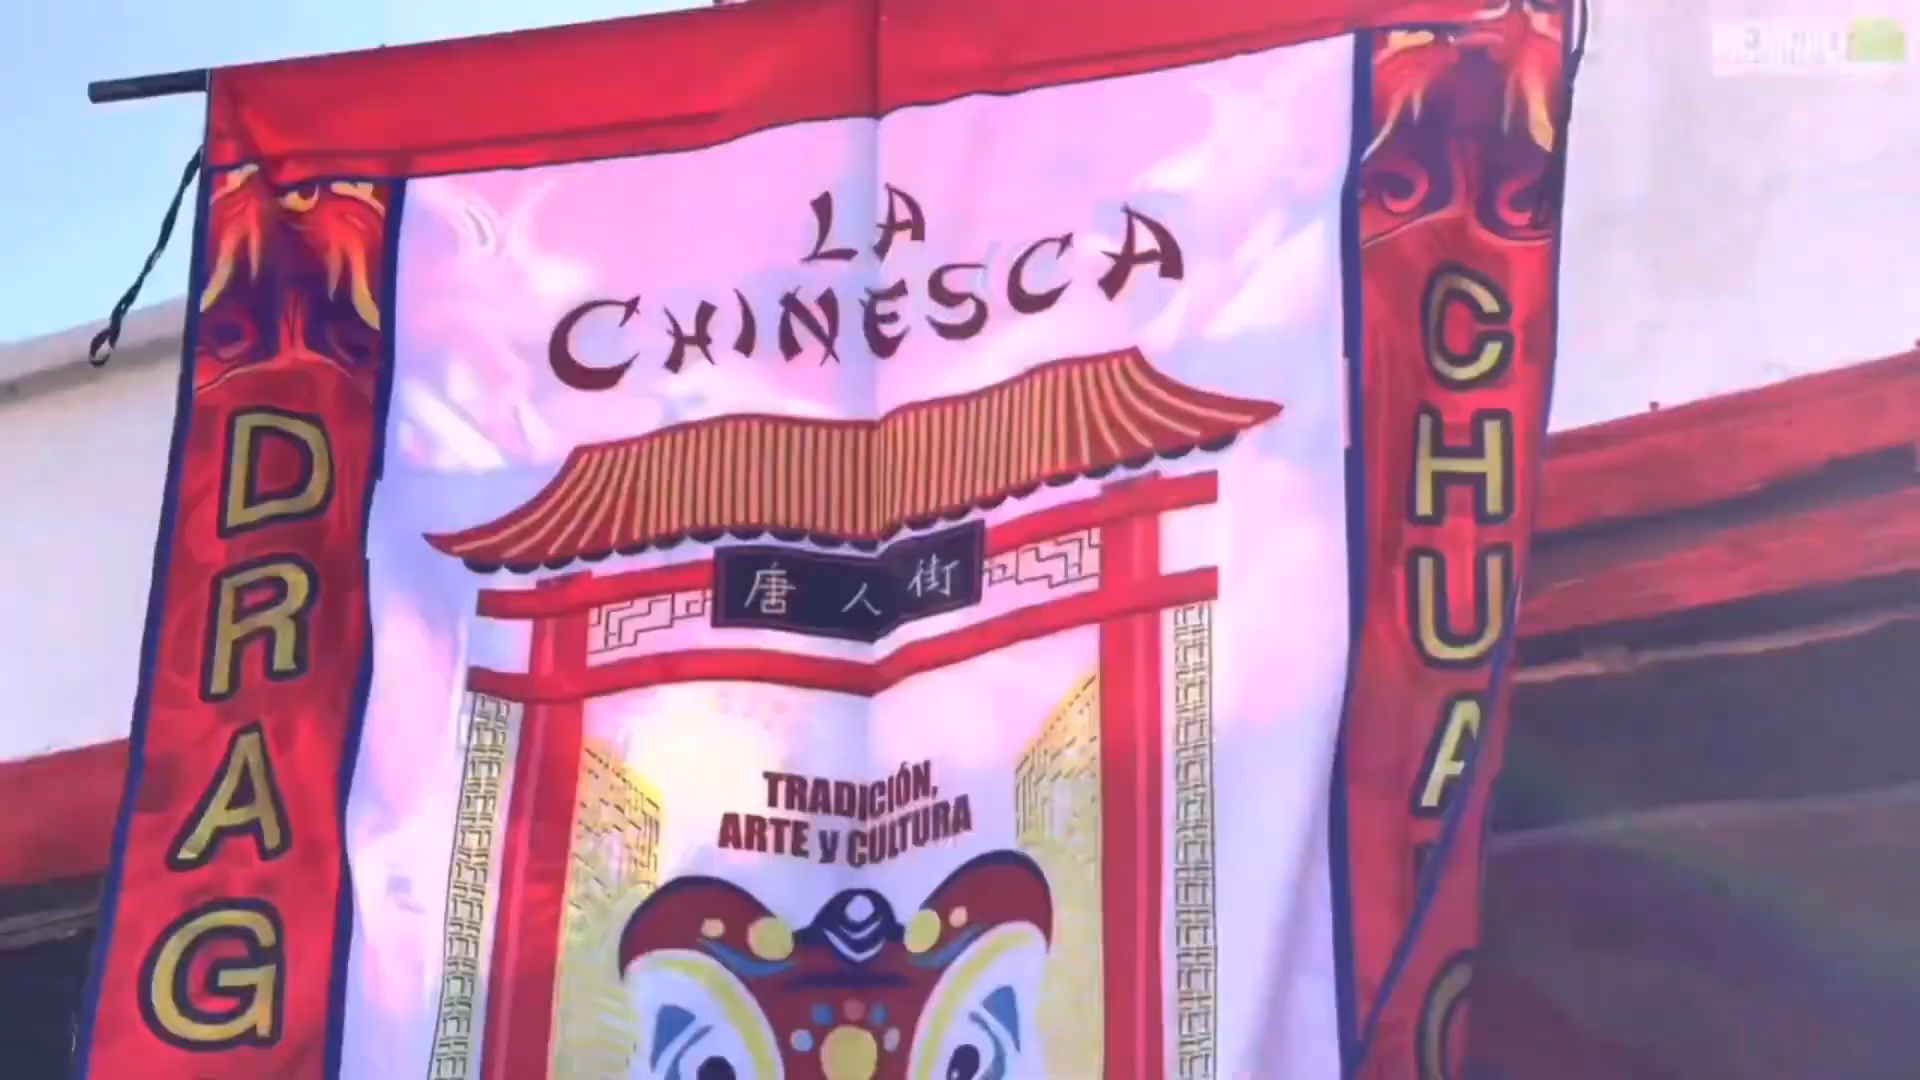 LA
CHINESCA
唐人街
TRADICIÓN,
ARTE y CULTURA
DRAG
CHUA